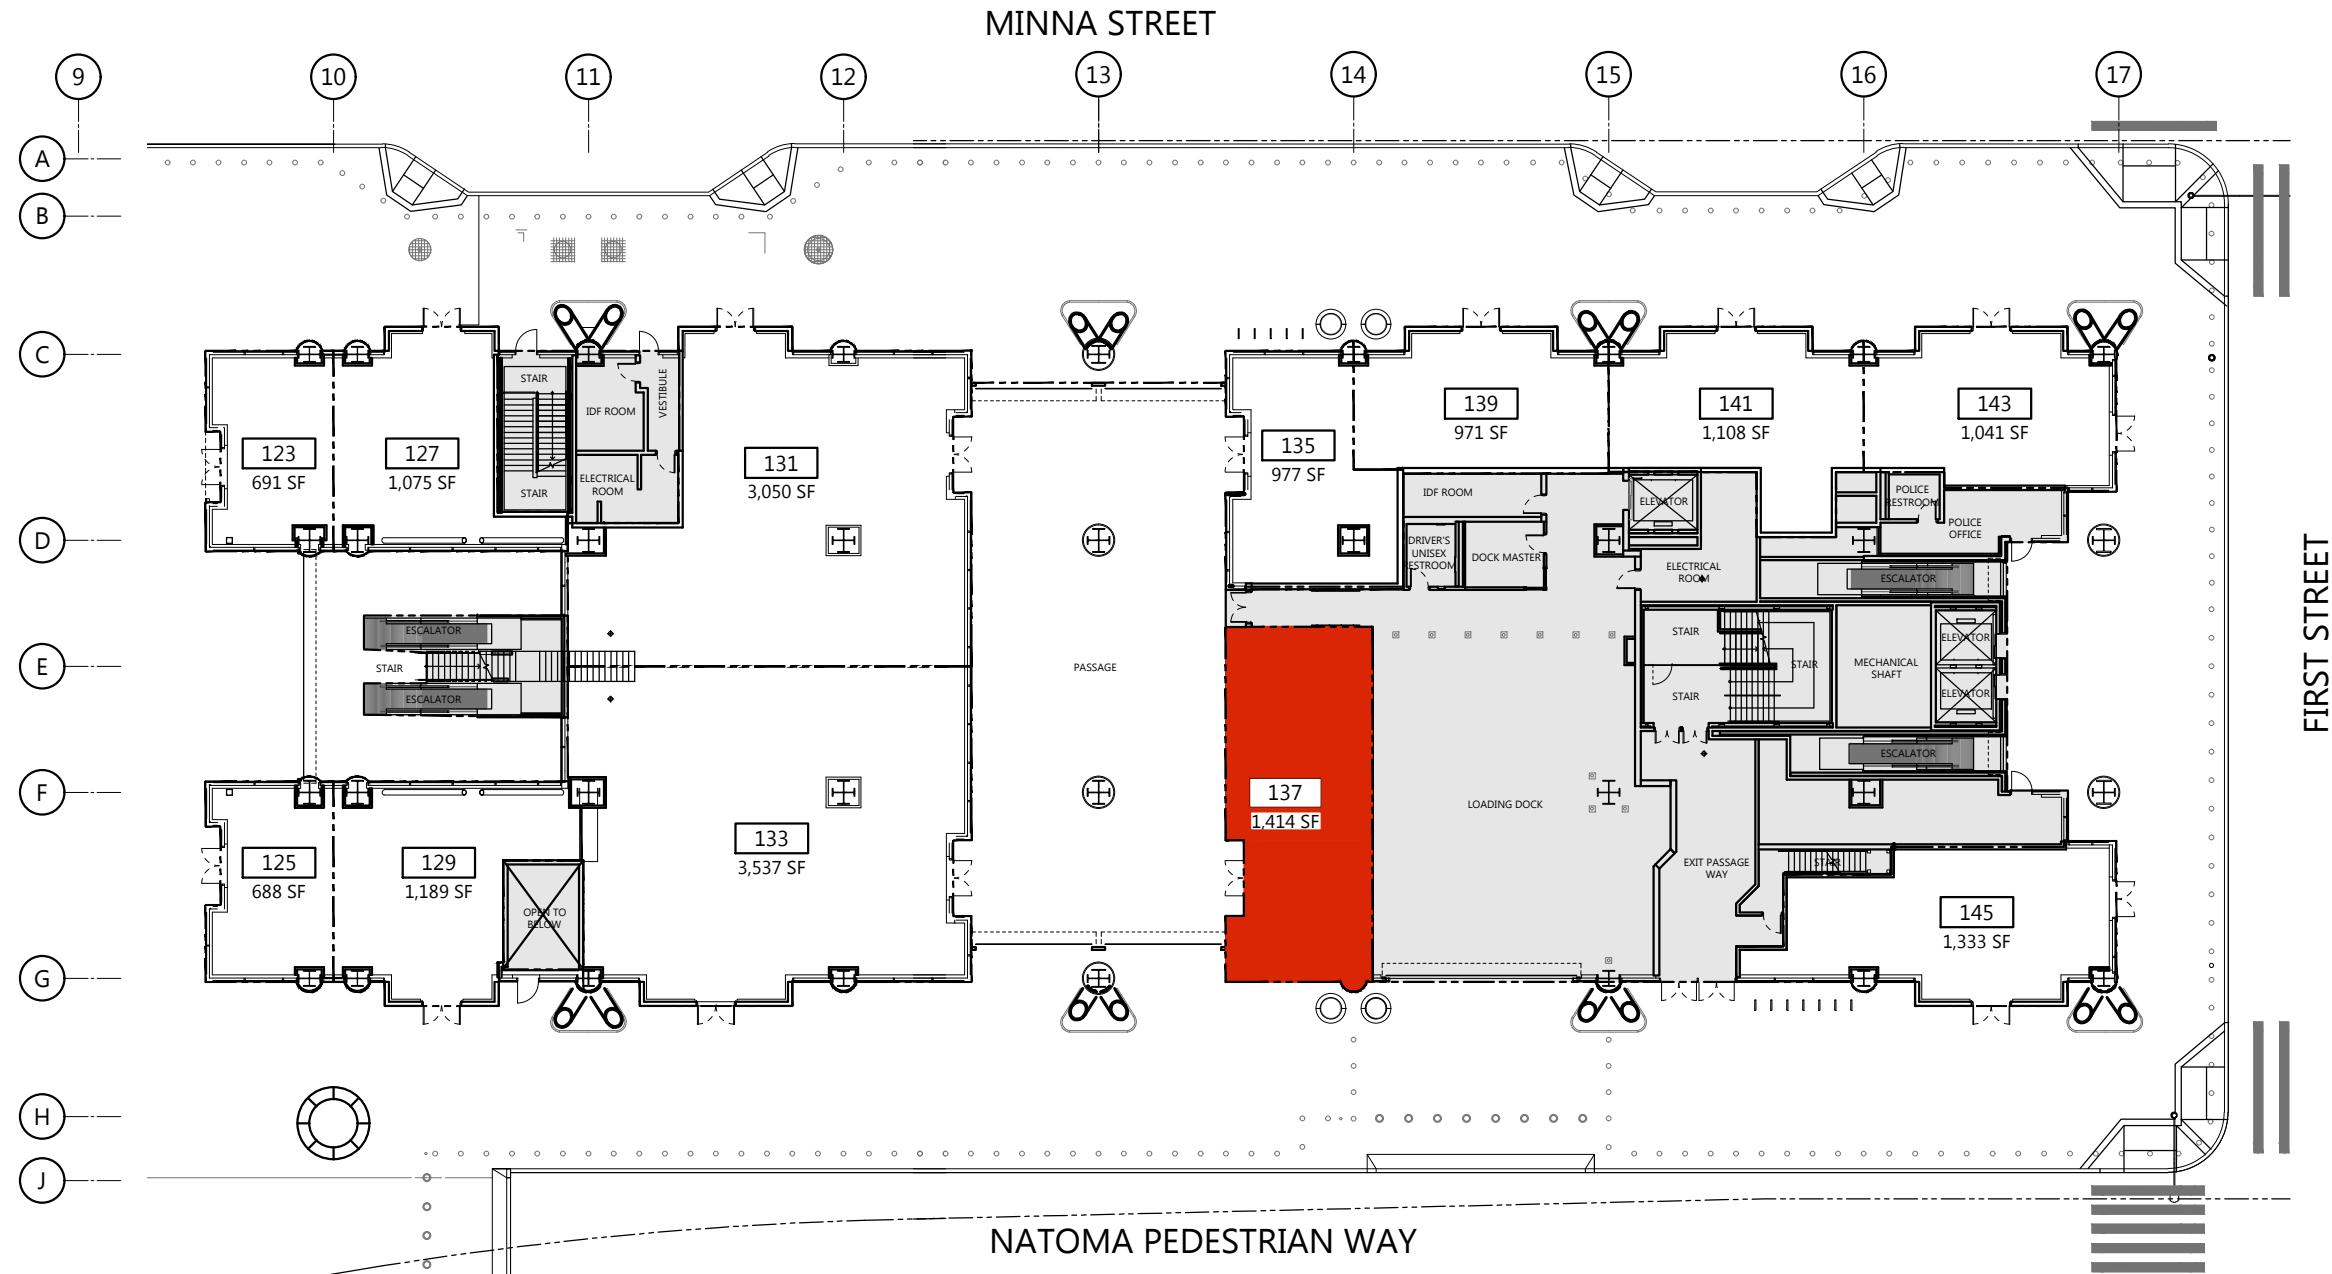 MINNA STREET
9
10
11
12
13
14
15
16
17
A
B
C
D
E
F
G
H
J
123
691 SF
127
1,075 SF
STAIR
STAIR
IDF ROOM
VESTIBULE
ELECTRICAL
ROOM
131
3,050 SF
135
977 SF
139
971 SF
141
1,108 SF
143
1,041 SF
IDF ROOM
DRIVER'S
UNISEX
RESTROOM
DOCK MASTER
ELEVATOR
ELECTRICAL
ROOM
POLICE
RESTROOM
POLICE
OFFICE
ESCALATOR
ESCALATOR
STAIR
ESCALATOR
PASSAGE
STAIR
STAIR
STAIR
MECHANICAL
SHAFT
ELEVATOR
ELEVATOR
ESCALATOR
FIRST STREET
137
1,414 SF
LOADING DOCK
125
688 SF
129
1,189 SF
OPEN TO
BELOW
133
3,537 SF
EXIT PASSAGE
WAY
STAIR
145
1,333 SF
NATOMA PEDESTRIAN WAY